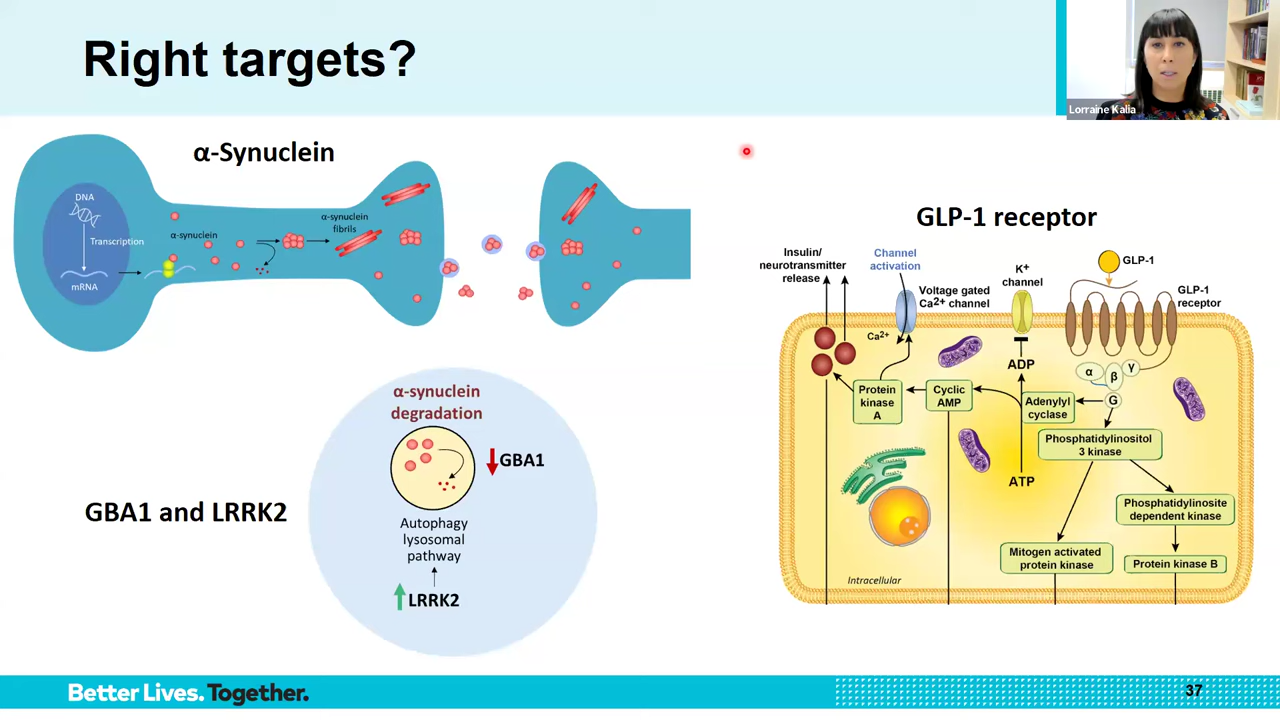 Right targets?
Lorraine Kalia
α-Synuclein
DNA
Transcription
mRNA
α-synuclein
α-synuclein
fibrils
GBA1 and LRRK2
α-synuclein
degradation
GBA1
Autophagy
lysosomal
pathway
LRRK2
GLP-1 receptor
Insulin/
neurotransmitter
release
Channel
activation
Voltage gated
Ca2+ channel
K+
channel
GLP-1
GLP-1
receptor
Ca2+
ADP
α
β
γ
G
Protein
kinase
A
Cyclic
AMP
Adenylyl
cyclase
Phosphatidylinositol
3 kinase
ATP
Phosphatidylinosite
dependent kinase
Mitogen activated
protein kinase
Protein kinase B
Intracellular
Better Lives. Together.
37